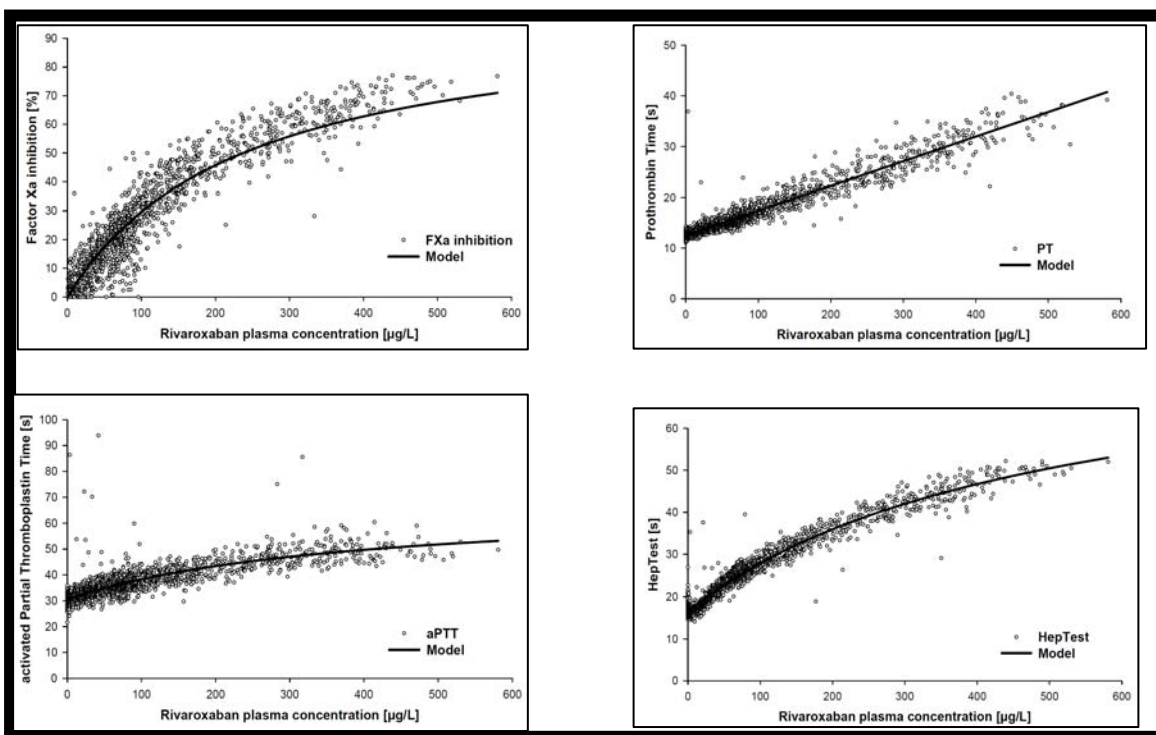 90
80
70
60
50
40
30
20
10
0
Factor Xa inhibition [%]
FXa inhibition
Model
0 100 200 300 400 500 600
Rivaroxaban plasma concentration [µg/L]
50
40
30
20
10
0
Prothrombin Time [s]
PT
Model
0 100 200 300 400 500 600
Rivaroxaban plasma concentration [µg/L]
100
90
80
70
60
50
40
30
20
10
0
activated Partial Thromboplastin Time [s]
aPTT
Model
0 100 200 300 400 500 600
Rivaroxaban plasma concentration [µg/L]
60
50
40
30
20
10
0
HepTest [s]
HepTest
Model
0 100 200 300 400 500 600
Rivaroxaban plasma concentration [µg/L]